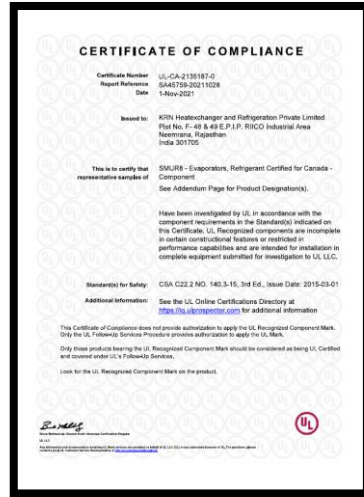 CERTIFICATE OF COMPLIANCE
Certificate Number UL-CA-2135187-0
Report Reference SA45759-20211028
Date 1-Nov-2021
Issued to: KRN Heatexchanger and Refrigeration Private Limited
Plot No. F- 48 & 49 E.P.I.P. RIICO Industrial Area
Neemrana, Rajasthan
India 301705
This is to certify that SMUR8 - Evaporators, Refrigerant Certified for Canada -
representative samples of Component
See Addendum Page for Product Designation(s).
Have been investigated by UL in accordance with the
component requirements in the Standard(s) indicated on
this Certificate. UL Recognized components are incomplete
in certain constructional features or restricted in
performance capabilities and are intended for installation in
complete equipment submitted for investigation to UL LLC.
Standard(s) for Safety: CSA C22.2 NO. 140.3-15, 3rd Ed., Issue Date: 2015-03-01
Additional Information: See the UL Online Certifications Directory at
https://iq.ulprospector.com for additional information
This Certificate of Compliance does not provide authorization to apply the UL Recognized Component Mark.
Only the UL Follow-Up Services Procedure provides authorization to apply the UL Mark.
Only those products bearing the UL Recognized Component Mark should be considered as being UL Certified
and covered under UL's Follow-Up Services.
Look for the UL Recognized Component Mark on the product.
UL